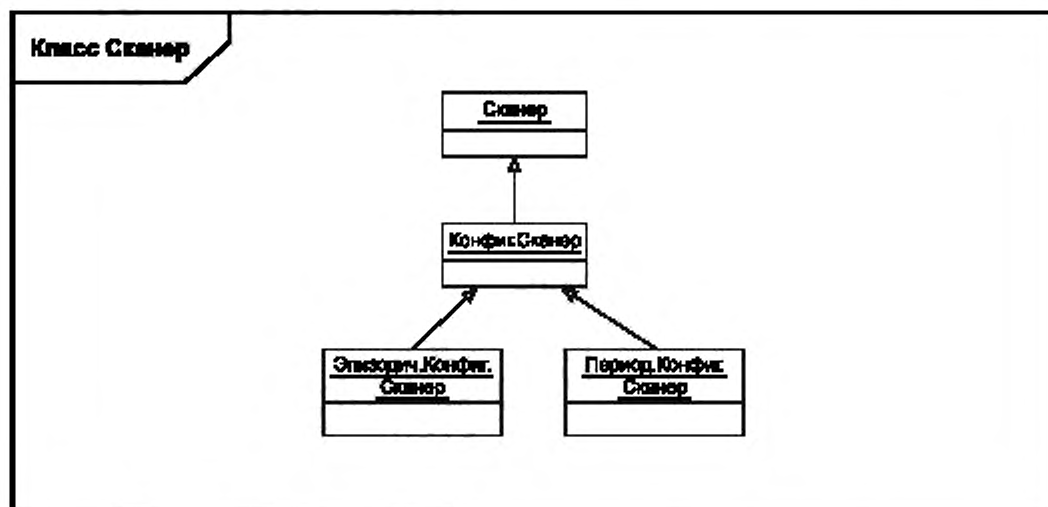 Класс Сканер
Сканер
Конфиг.Сканер
Эпизодич.Конфиг.
Сканер
Период.Конфиг.
Сканер